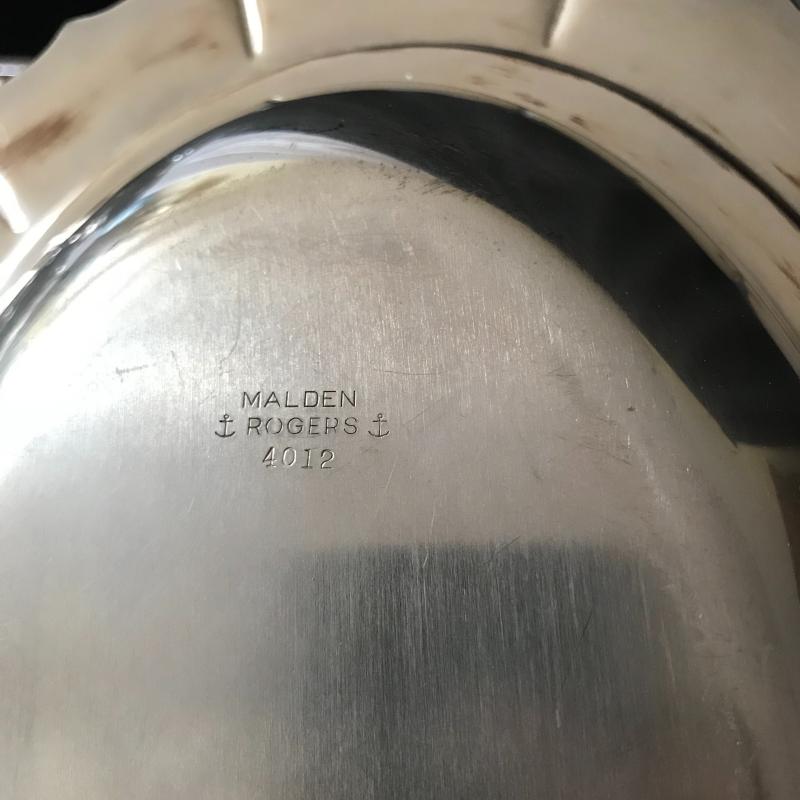 MALDEN
⚓ ROGERS ⚓
4012